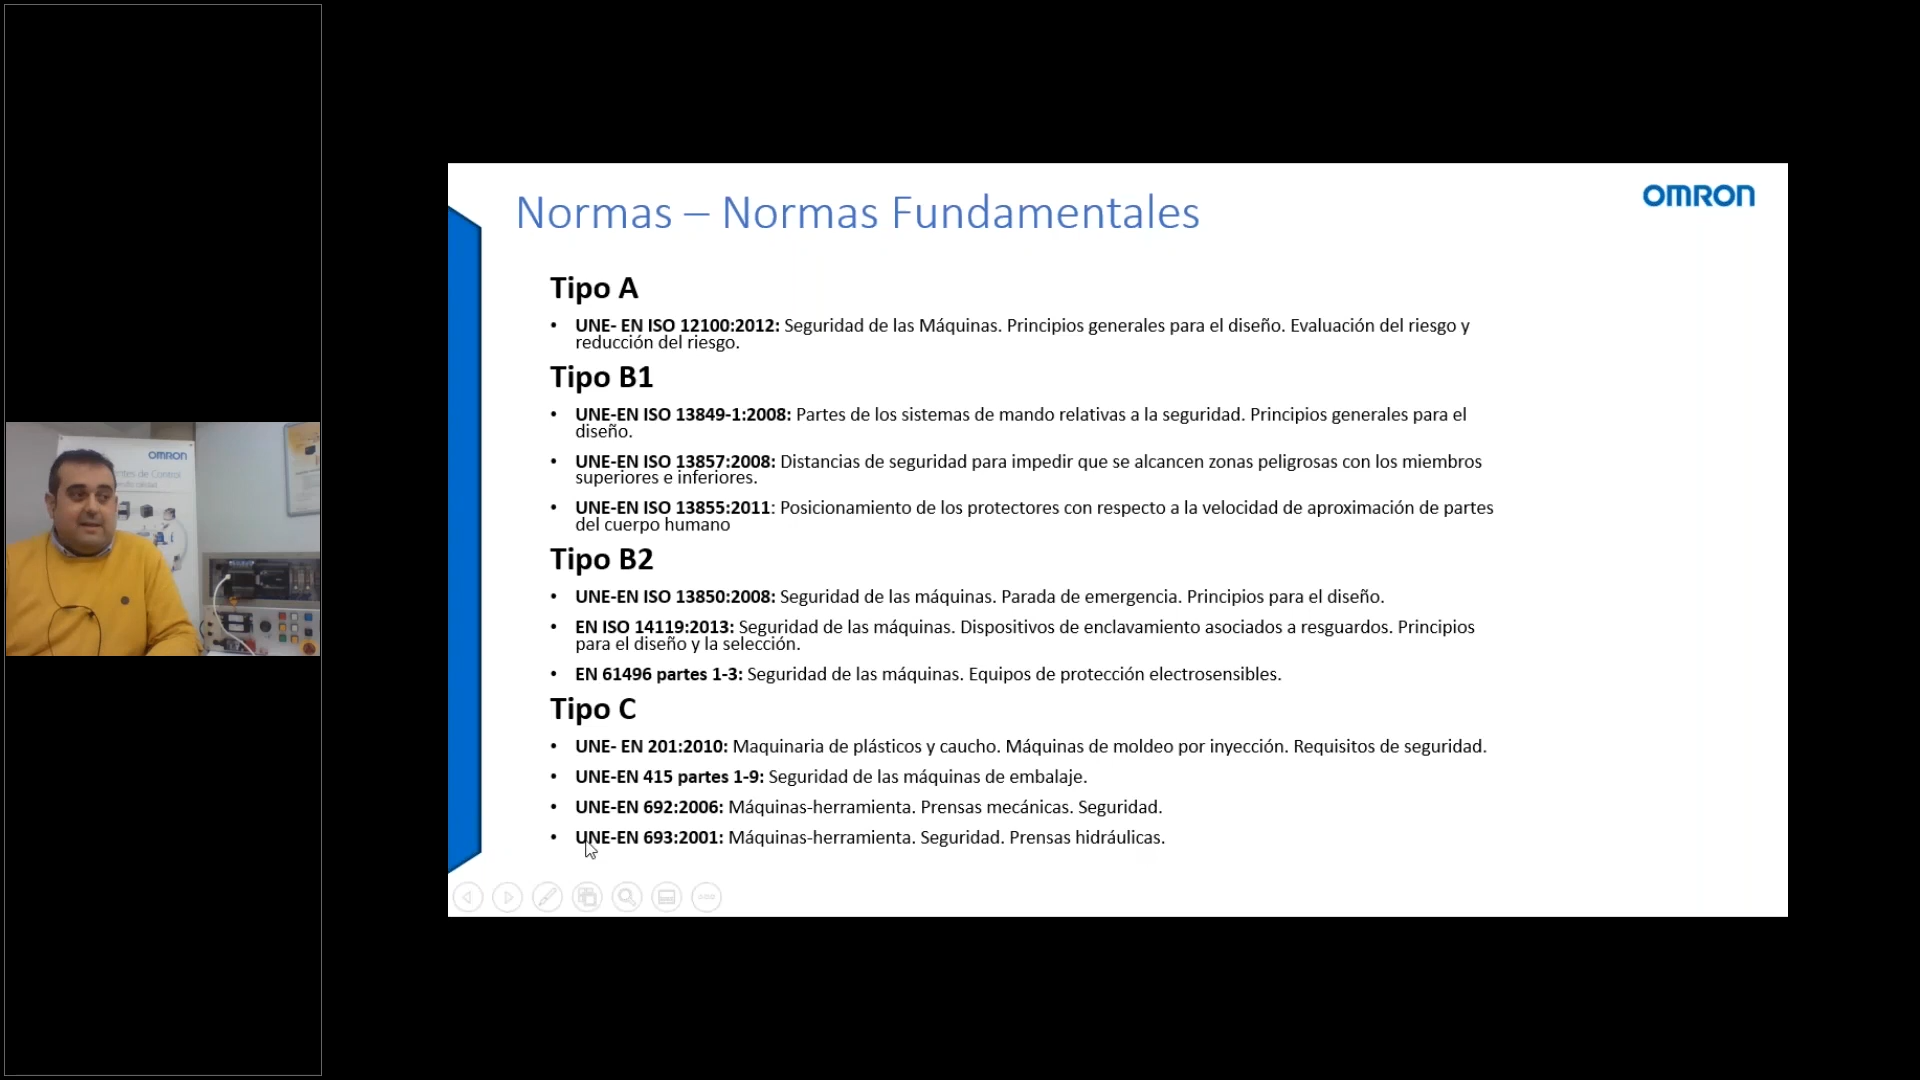 Normas – Normas Fundamentales
OMRON
Tipo A
• UNE- EN ISO 12100:2012: Seguridad de las Máquinas. Principios generales para el diseño. Evaluación del riesgo y
reducción del riesgo.
Tipo B1
• UNE-EN ISO 13849-1:2008: Partes de los sistemas de mando relativas a la seguridad. Principios generales para el
diseño.
• UNE-EN ISO 13857:2008: Distancias de seguridad para impedir que se alcancen zonas peligrosas con los miembros
superiores e inferiores.
• UNE-EN ISO 13855:2011: Posicionamiento de los protectores con respecto a la velocidad de aproximación de partes
del cuerpo humano
Tipo B2
• UNE-EN ISO 13850:2008: Seguridad de las máquinas. Parada de emergencia. Principios para el diseño.
• EN ISO 14119:2013: Seguridad de las máquinas. Dispositivos de enclavamiento asociados a resguardos. Principios
para el diseño y la selección.
• EN 61496 partes 1-3: Seguridad de las máquinas. Equipos de protección electrosensibles.
Tipo C
• UNE- EN 201:2010: Maquinaria de plásticos y caucho. Máquinas de moldeo por inyección. Requisitos de seguridad.
• UNE-EN 415 partes 1-9: Seguridad de las máquinas de embalaje.
• UNE-EN 692:2006: Máquinas-herramienta. Prensas mecánicas. Seguridad.
• UNE-EN 693:2001: Máquinas-herramienta. Seguridad. Prensas hidráulicas.
OMRON
de Control